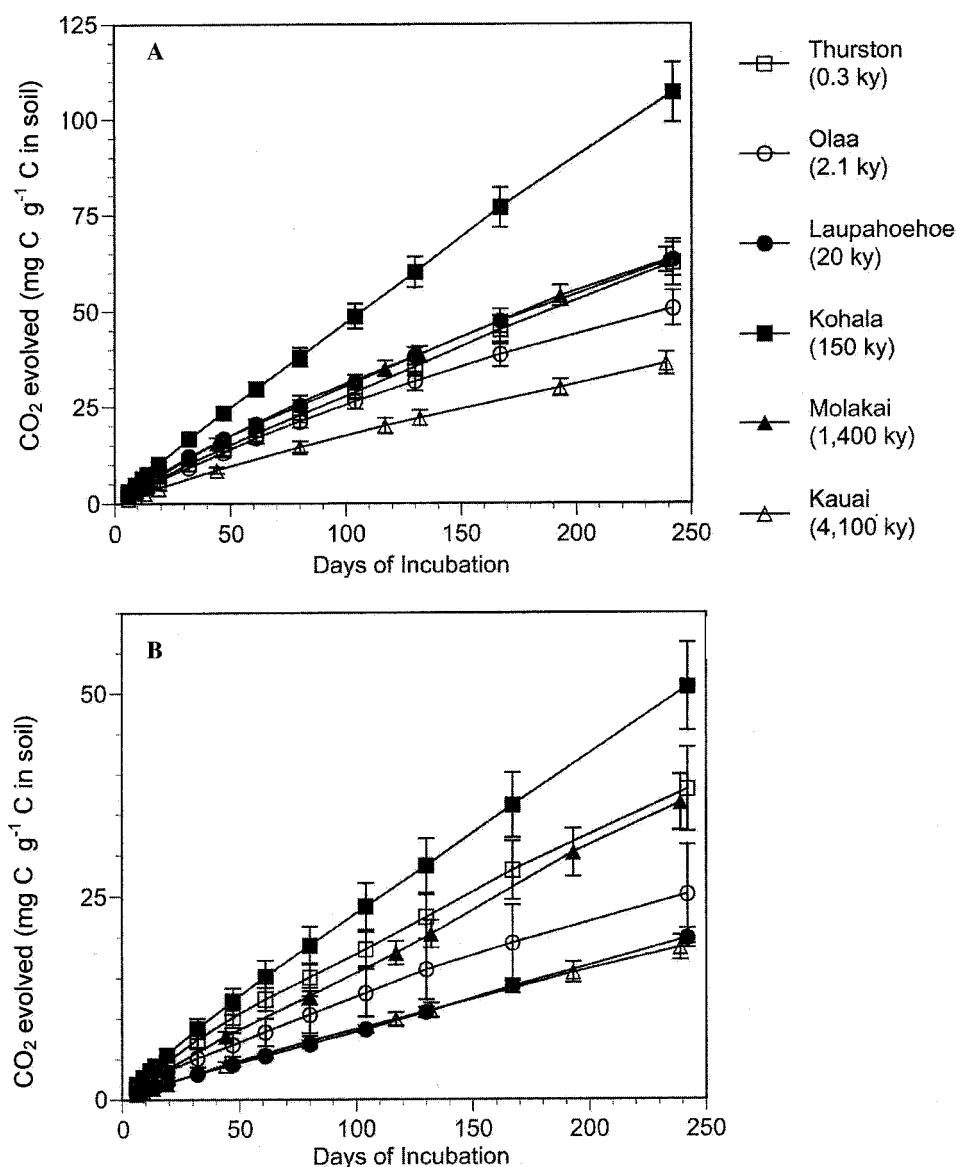 A
125
100
75
50
25
0
CO₂ evolved (mg C g⁻¹ C in soil)
0 50 100 150 200 250
Days of Incubation
Thurston
(0.3 ky)
Olaa
(2.1 ky)
Laupahoehoe
(20 ky)
Kohala
(150 ky)
Molakai
(1,400 ky)
Kauai
(4,100 ky)
B
50
25
0
CO₂ evolved (mg C g⁻¹ C in soil)
0 50 100 150 200 250
Days of Incubation